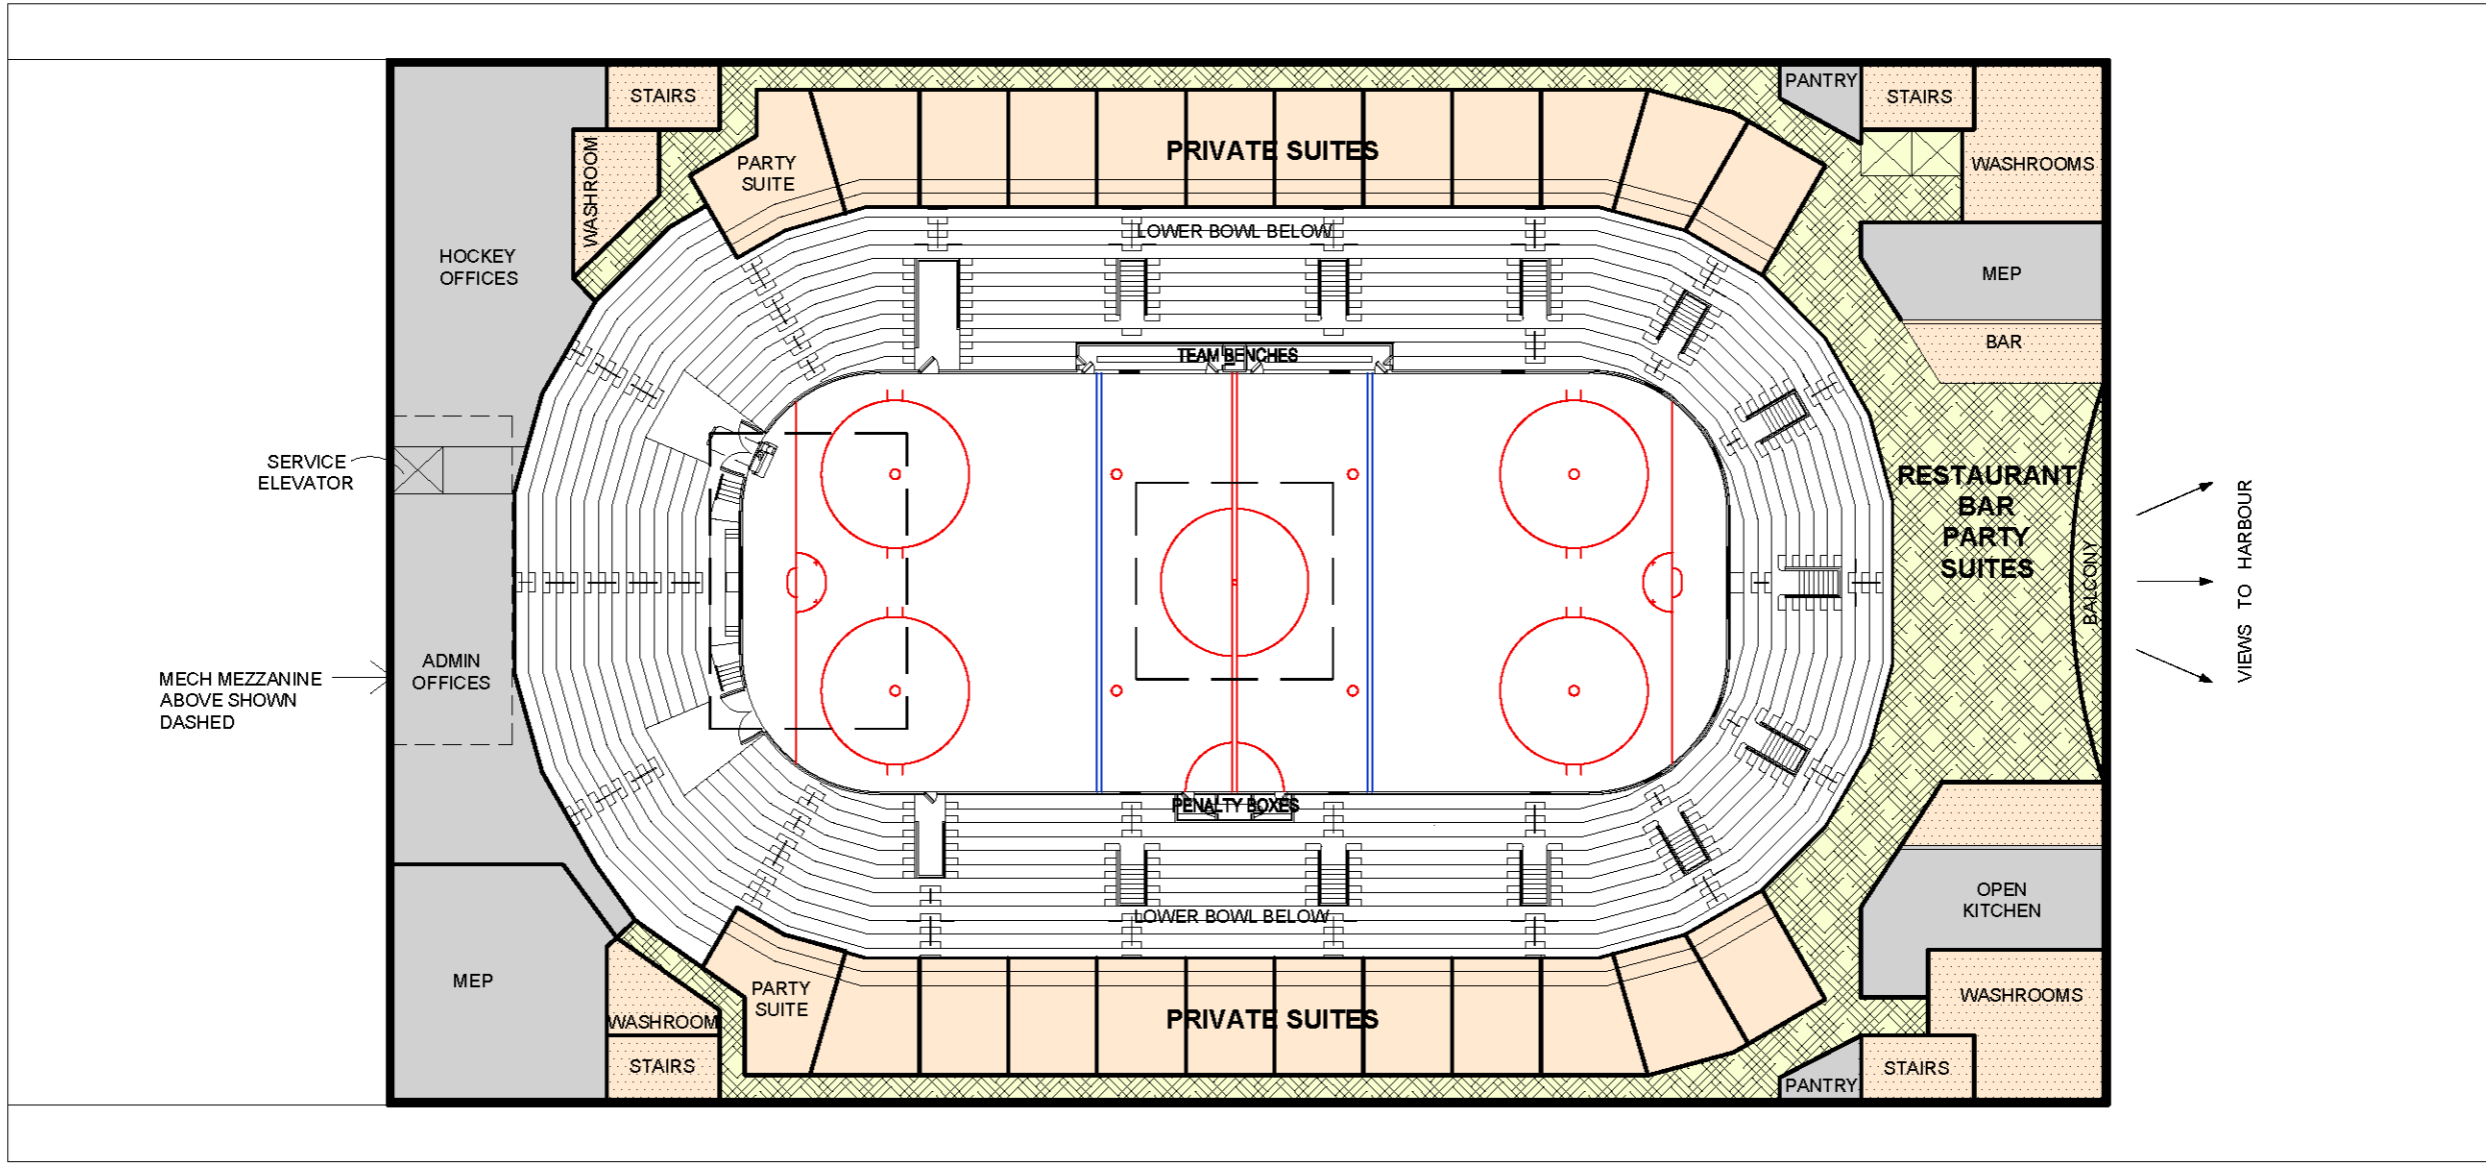 STAIRS
PANTRY
STAIRS
WASHROOM
PARTY
SUITE
PRIVATE SUITES
WASHROOMS
LOWER BOWL BELOW
HOCKEY
OFFICES
MEP
TEAM BENCHES
BAR
SERVICE
ELEVATOR
RESTAURANT
BAR
PARTY
SUITES
BALCONY
VIEWS TO HARBOUR
ADMIN
OFFICES
MECH MEZZANINE
ABOVE SHOWN
DASHED
PENALTY BOXES
OPEN
KITCHEN
LOWER BOWL BELOW
MEP
PARTY
SUITE
WASHROOMS
WASHROOM
PRIVATE SUITES
STAIRS
STAIRS
PANTRY